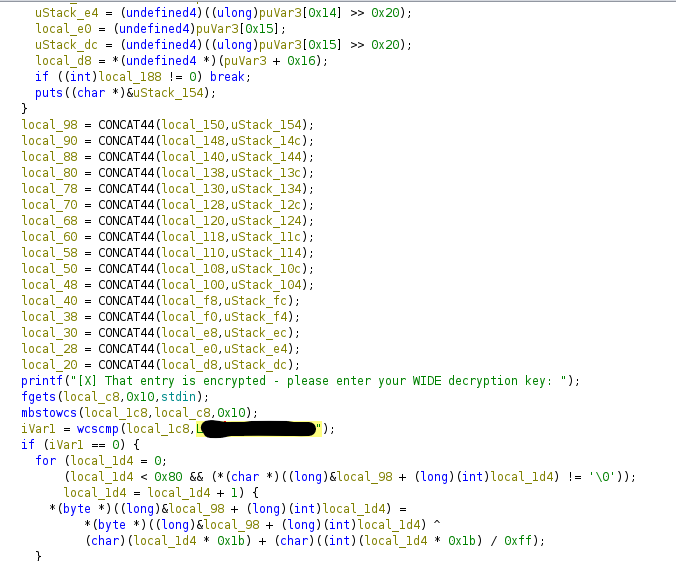 uStack_e4 = (undefined4)((ulong)puVar3[0x14] >> 0x20);
local_e0 = (undefined4)puVar3[0x15];
uStack_dc = (undefined4)((ulong)puVar3[0x15] >> 0x20);
local_d8 = *(undefined4 *)(puVar3 + 0x16);
if ((int)local_188 != 0) break;
puts((char *)&uStack_154);
}
local_98 = CONCAT44(local_150,uStack_154);
local_90 = CONCAT44(local_148,uStack_14c);
local_88 = CONCAT44(local_140,uStack_144);
local_80 = CONCAT44(local_138,uStack_13c);
local_78 = CONCAT44(local_130,uStack_134);
local_70 = CONCAT44(local_128,uStack_12c);
local_68 = CONCAT44(local_120,uStack_124);
local_60 = CONCAT44(local_118,uStack_11c);
local_58 = CONCAT44(local_110,uStack_114);
local_50 = CONCAT44(local_108,uStack_10c);
local_48 = CONCAT44(local_100,uStack_104);
local_40 = CONCAT44(local_f8,uStack_fc);
local_38 = CONCAT44(local_f0,uStack_f4);
local_30 = CONCAT44(local_e8,uStack_ec);
local_28 = CONCAT44(local_e0,uStack_e4);
local_20 = CONCAT44(local_d8,uStack_dc);
printf("[X] That entry is encrypted - please enter your WIDE decryption key: ");
fgets(local_c8,0x10,stdin);
mbstowcs(local_1c8,local_c8,0x10);
iVar1 = wcscmp(local_1c8,L");
if (iVar1 == 0) {
for (local_1d4 = 0;
(local_1d4 < 0x80 && (*(char *)((long)&local_98 + (long)(int)local_1d4) != '\0'));
local_1d4 = local_1d4 + 1) {
*(byte *)((long)&local_98 + (long)(int)local_1d4) =
*(byte *)((long)&local_98 + (long)(int)local_1d4) ^
(char)(local_1d4 * 0x1b) + (char)((int)(local_1d4 * 0x1b) / 0xff);
}